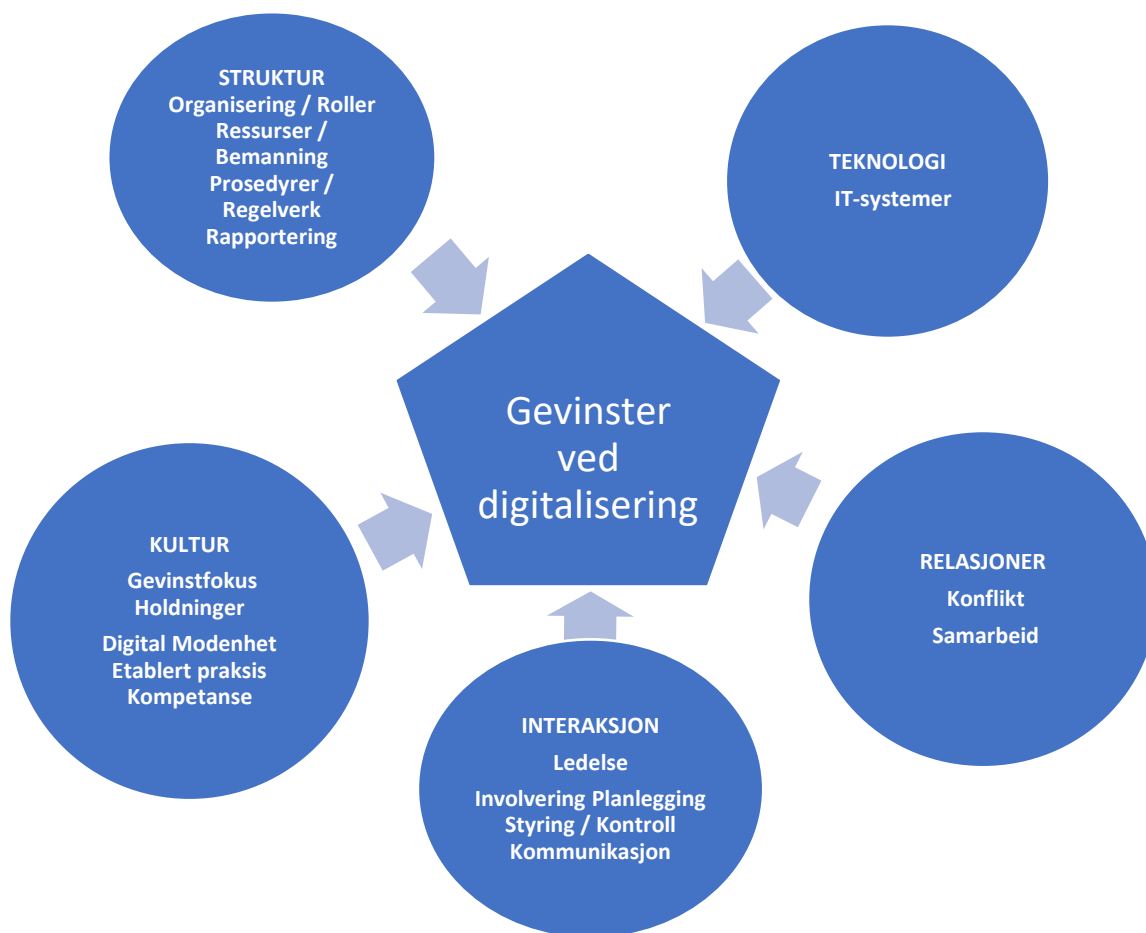 STRUKTUR
Organisering / Roller
Ressurser /
Bemanning
Prosedyrer /
Regelverk
Rapportering
TEKNOLOGI
IT-systemer
Gevinster
ved
digitalisering
KULTUR
Gevinstfokus
Holdninger
Digital Modenhet
Etablert praksis
Kompetanse
RELASJONER
Konflikt
Samarbeid
INTERAKSJON
Ledelse
Involvering Planlegging
Styring / Kontroll
Kommunikasjon